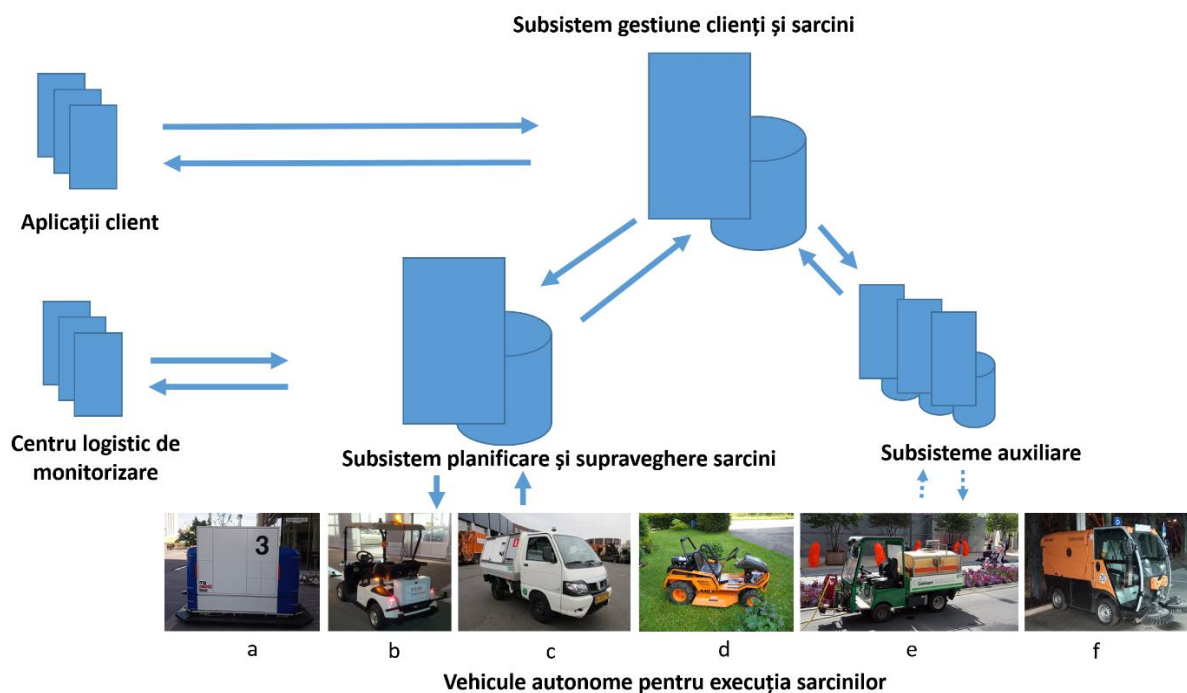 Subsistem gestiune clienți și sarcini
Aplicații client
Centru logistic de
monitorizare
Subsistem planificare și supraveghere sarcini
Subsisteme auxiliare
3
a
b
c
d
e
f
Vehicule autonome pentru execuția sarcinilor